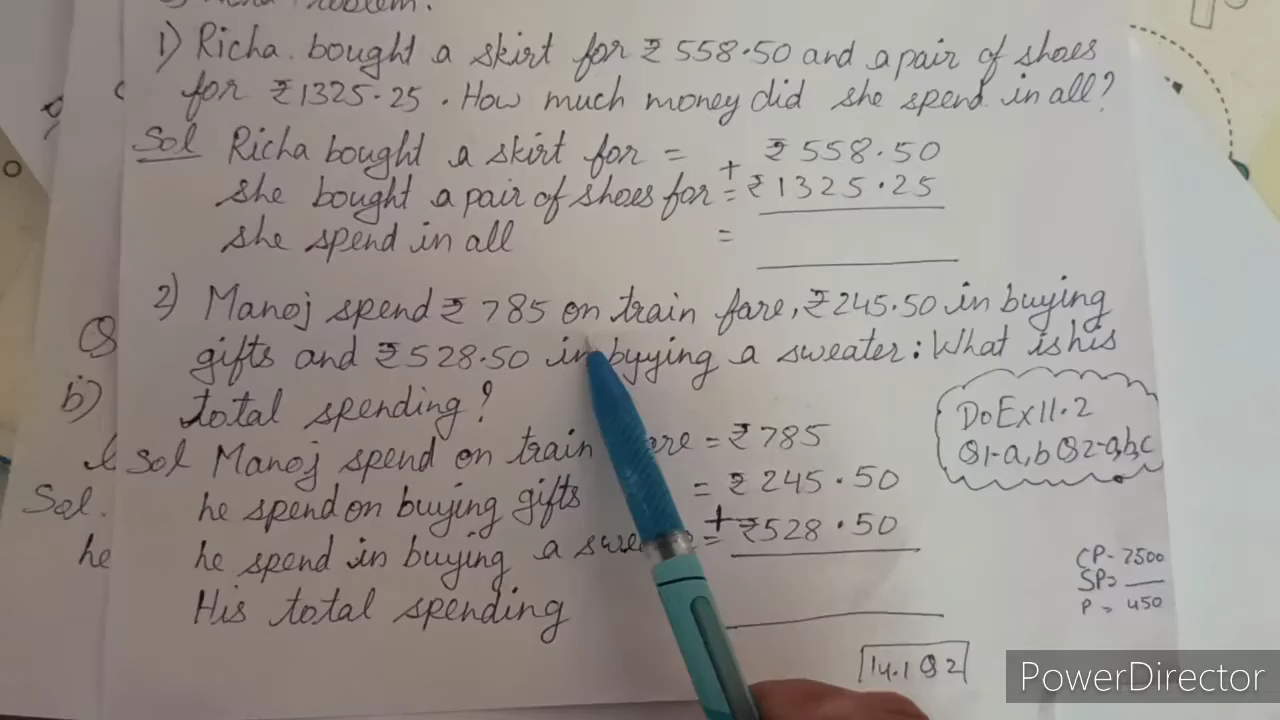 Problem.
1) Richa. bought a skirt for ₹558.50 and a pair of shoes
for ₹1325.25. How much money did she spend in all?
Sol Richa bought a skirt for = ₹558.50
she bought a pair of shoes for = + ₹1325.25
she spend in all =
2) Manoj spend ₹785 on train fare, ₹245.50 in buying
gifts and ₹528.50 in byying a sweater: What is his
total spending?
Sol Manoj spend on train = ₹785
he spend on buying gifts = ₹245.50
he spend in buying a = + ₹528.50
His total spending
Do Ex 11.2
Q1-a,b Q2-a,b,c
CP-2500
SP=
P = 450
14.1 Q2
Q
b)
Sol.
he
PowerDirector